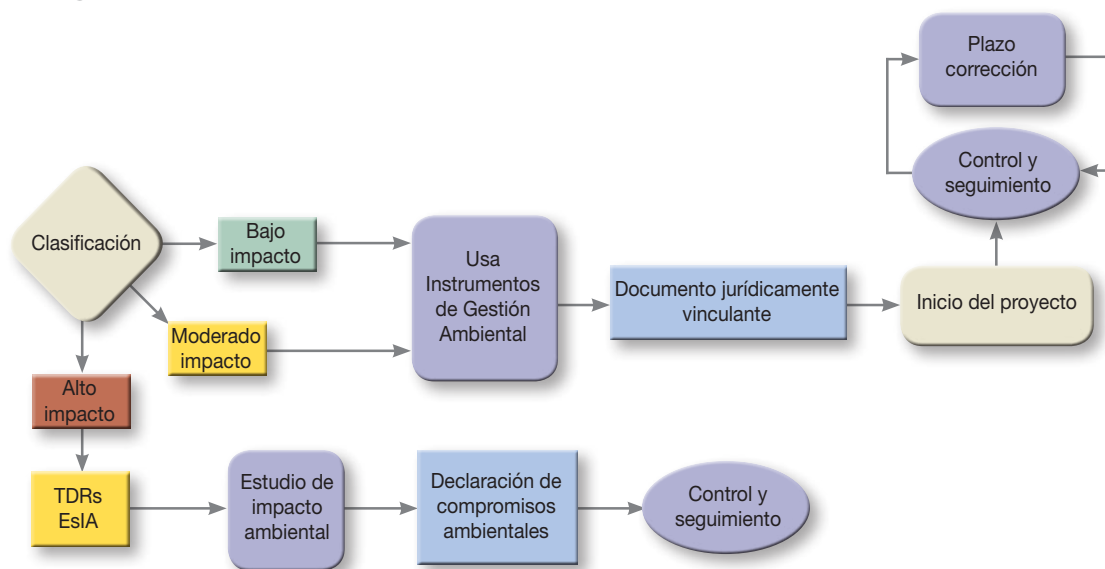 Plazo
corrección
Control y
seguimiento
Clasificación
Bajo
impacto
Usa
Instrumentos
de Gestión
Ambiental
Documento jurídicamente
vinculante
Inicio del proyecto
Moderado
impacto
Alto
impacto
TDRs
EsIA
Estudio de
impacto
ambiental
Declaración de
compromisos
ambientales
Control y
seguimiento